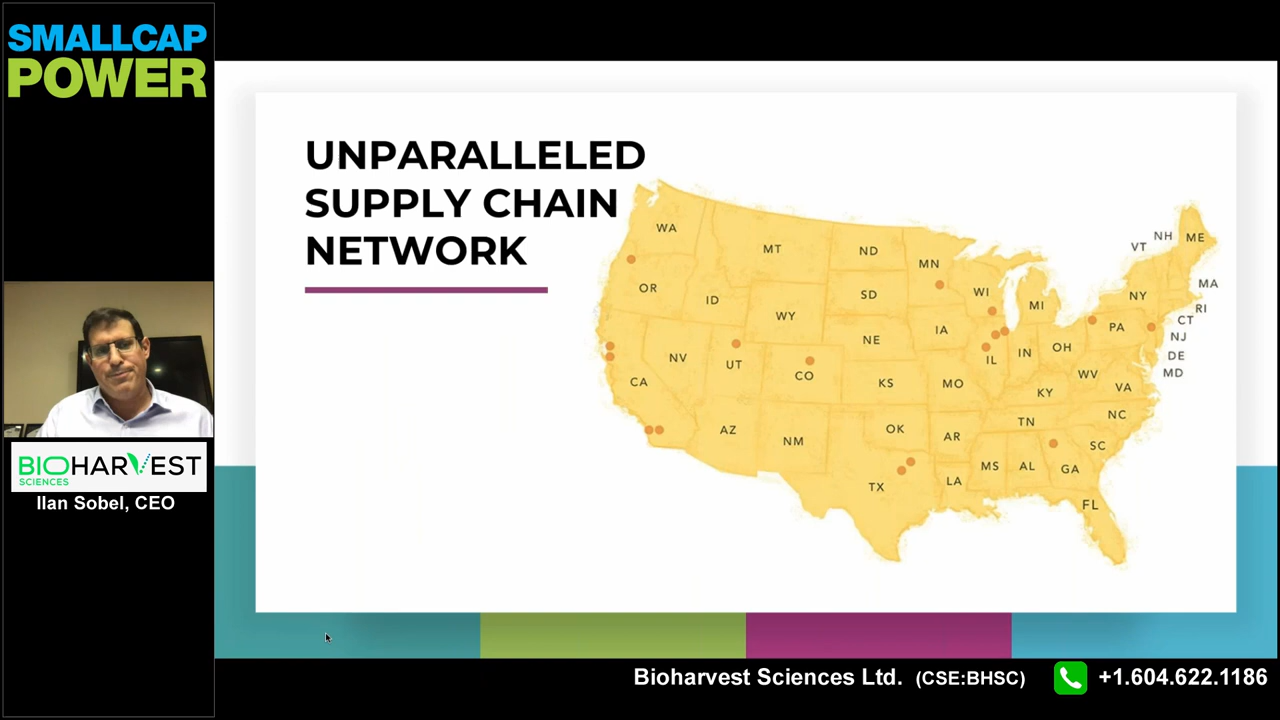 SMALLCAP
POWER
BIOHARVEST
SCIENCES
Ilan Sobel, CEO
UNPARALLELED
SUPPLY CHAIN
NETWORK
WA
MT
ND
MN
OR
ID
SD
WI
MI
VT
NH
ME
WY
NE
IA
NY
MA
RI
CT
NJ
DE
MD
PA
NV
UT
CO
KS
MO
IL
IN
OH
WV
VA
KY
CA
AZ
NM
OK
AR
TN
NC
SC
TX
LA
MS
AL
GA
FL
Bioharvest Sciences Ltd. (CSE:BHSC) +1.604.622.1186